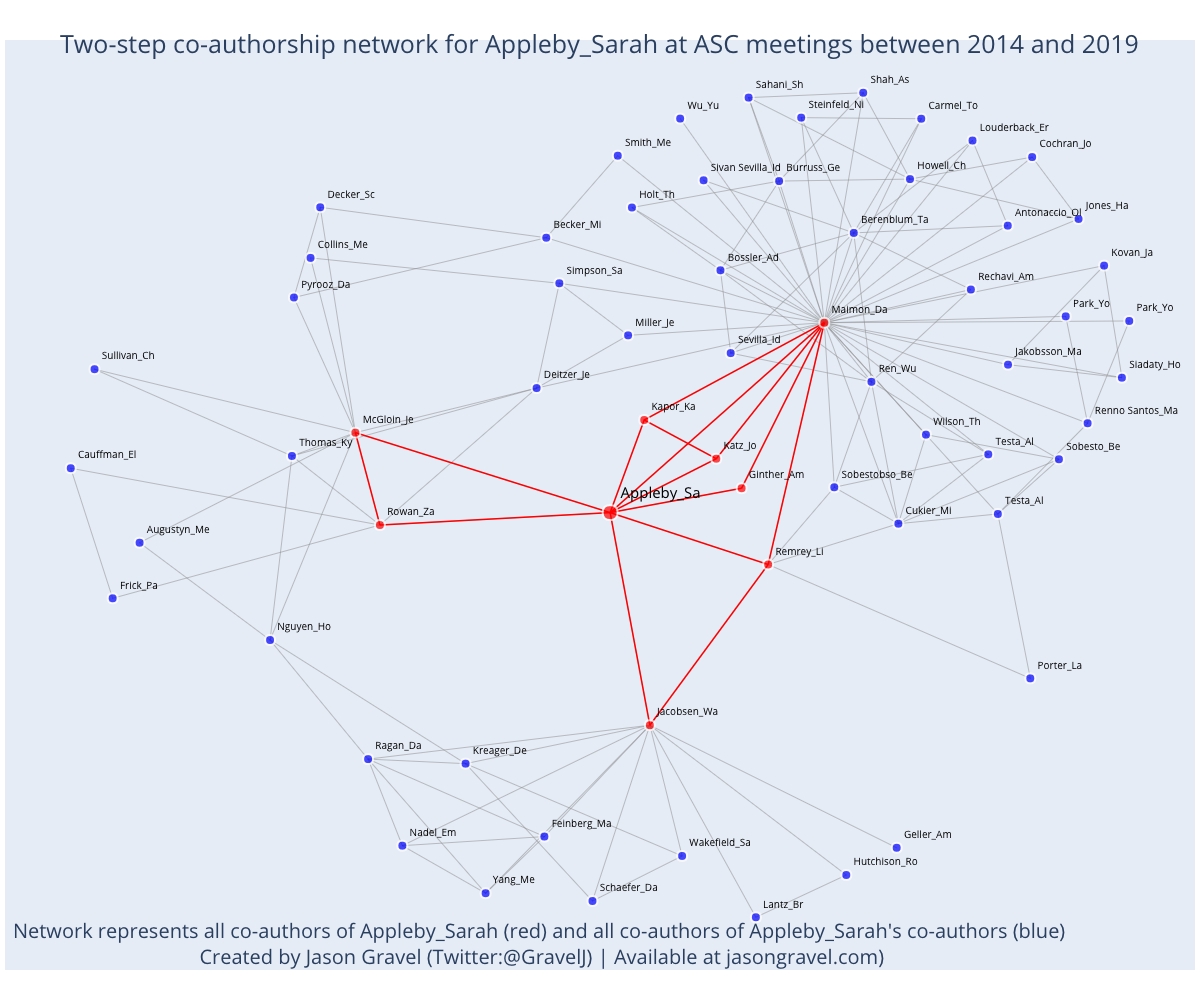 Two-step co-authorship network for Appleby_Sarah at ASC meetings between 2014 and 2019
Sahani_Sh
Shah_As
Wu_Yu
Steinfeld_Ni
Carmel_To
Louderback_Er
Smith_Me
Cochran_Jo
Sivan Sevilla_Id
Burruss_Ge
Howell_Ch
Decker_Sc
Holt_Th
Becker_Mi
Berenblum_Ta
Antonaccio_Ol
Jones_Ha
Collins_Me
Pyrooz_Da
Simpson_Sa
Bossler_Ad
Rechavi_Am
Kovan_Ja
Miller_Je
Maimon_Da
Park_Yo
Park_Yo
Sullivan_Ch
Sevilla_Id
Jakobsson_Ma
Siadaty_Ho
Deitzer_Je
Ren_Wu
McGloin_Je
Kapor_Ka
Renno Santos_Ma
Thomas_Ky
Wilson_Th
Cauffman_El
Katz_Jo
Testa_Al
Sobesto_Be
Ginther_Am
Sobestobso_Be
Appleby_Sa
Testa_Al
Rowan_Za
Cukier_Mi
Augustyn_Me
Remrey_Li
Frick_Pa
Nguyen_Ho
Porter_La
Jacobsen_Wa
Ragan_Da
Kreager_De
Nadel_Em
Feinberg_Ma
Wakefield_Sa
Geller_Am
Hutchison_Ro
Yang_Me
Schaefer_Da
Lantz_Br
Network represents all co-authors of Appleby_Sarah (red) and all co-authors of Appleby_Sarah's co-authors (blue)
Created by Jason Gravel (Twitter:@GravelJ) | Available at jasongravel.com)